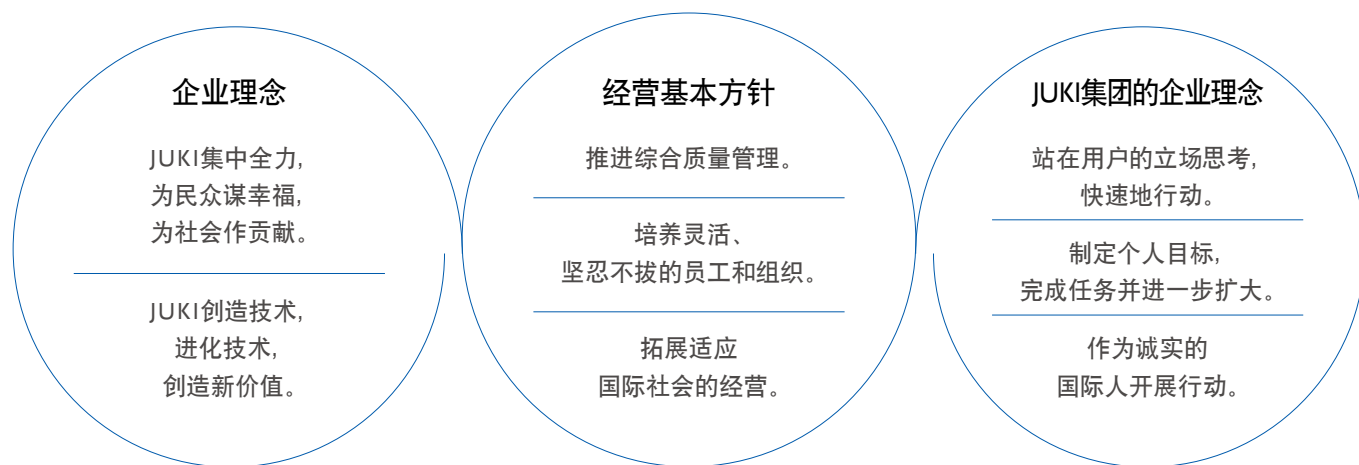 企业理念
JUKI集中全力,
为民众谋幸福,
为社会作贡献。
JUKI创造技术,
进化技术,
创造新价值。
经营基本方针
推进综合质量管理。
培养灵活、
坚忍不拔的员工和组织。
拓展适应
国际社会的经营。
JUKI集团的企业理念
站在用户的立场思考,
快速地行动。
制定个人目标,
完成任务并进一步扩大。
作为诚实的
国际人开展行动。